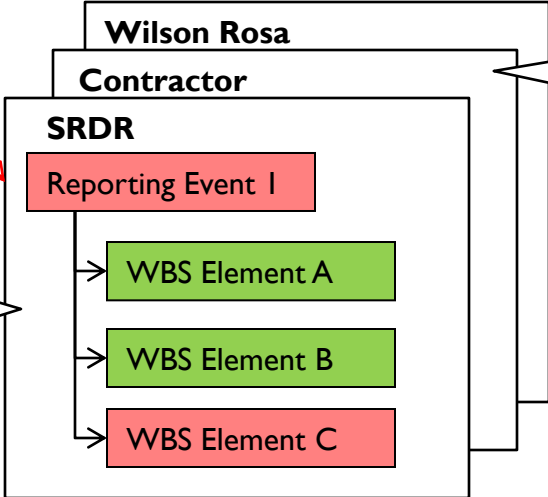 Wilson Rosa
Contractor
SRDR
Reporting Event 1
WBS Element A
WBS Element B
WBS Element C